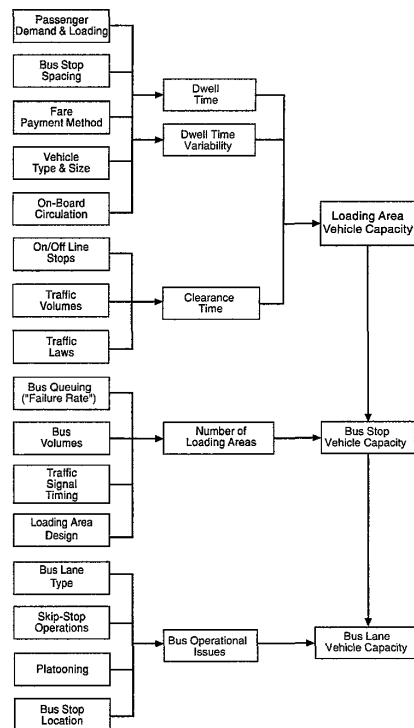 Passenger
Demand & Loading
Bus Stop
Spacing
Fare
Payment Method
Vehicle
Type & Size
On-Board
Circulation
On/Off Line
Stops
Traffic
Volumes
Traffic
Laws
Bus Queuing
("Failure Rate")
Bus
Volumes
Traffic
Signal
Timing
Loading Area
Design
Bus Lane
Type
Skip-Stop
Operations
Platooning
Bus Stop
Location
Dwell
Time
Dwell Time
Variability
Clearance
Time
Number of
Loading Areas
Bus Operational
Issues
Loading Area
Vehicle Capacity
Bus Stop
Vehicle Capacity
Bus Lane
Vehicle Capacity